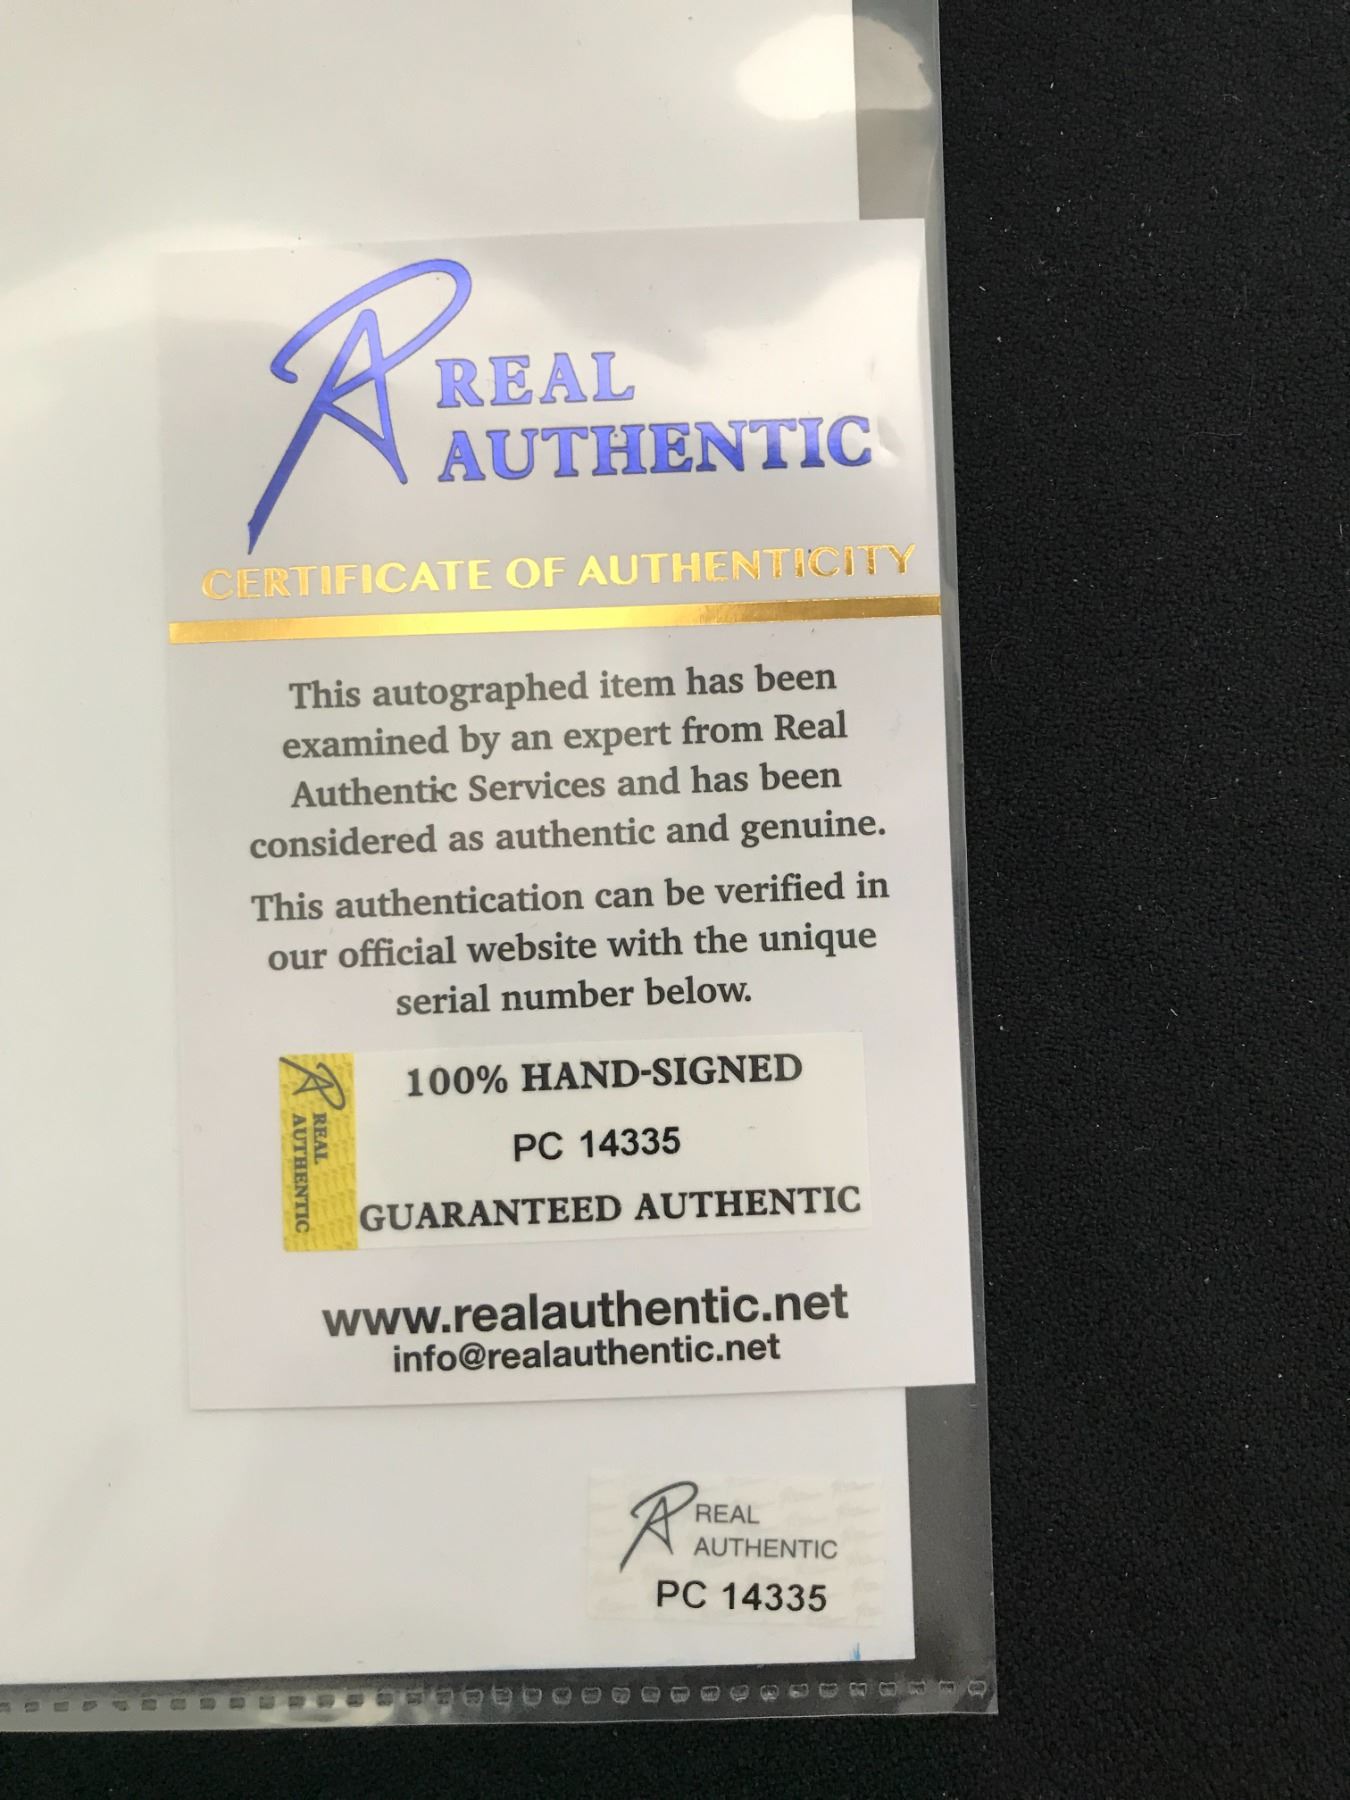 REAL
AUTHENTIC
CERTIFICATE OF AUTHENTICITY
This autographed item has been
examined by an expert from Real
Authentic Services and has been
considered as authentic and genuine.
This authentication can be verified in
our official website with the unique
serial number below.
REAL
AUTHENTIC
100% HAND-SIGNED
PC 14335
GUARANTEED AUTHENTIC
www.realauthentic.net
info@realauthentic.net
REAL
AUTHENTIC
PC 14335